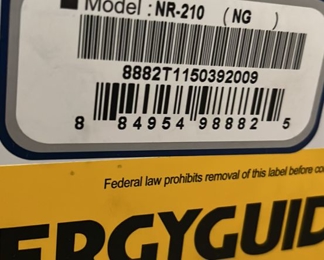 Model : NR-210 ( NG )
8882T1150392009
8 84954 98882 5
Federal law prohibits removal of this label before
ERGYGUID